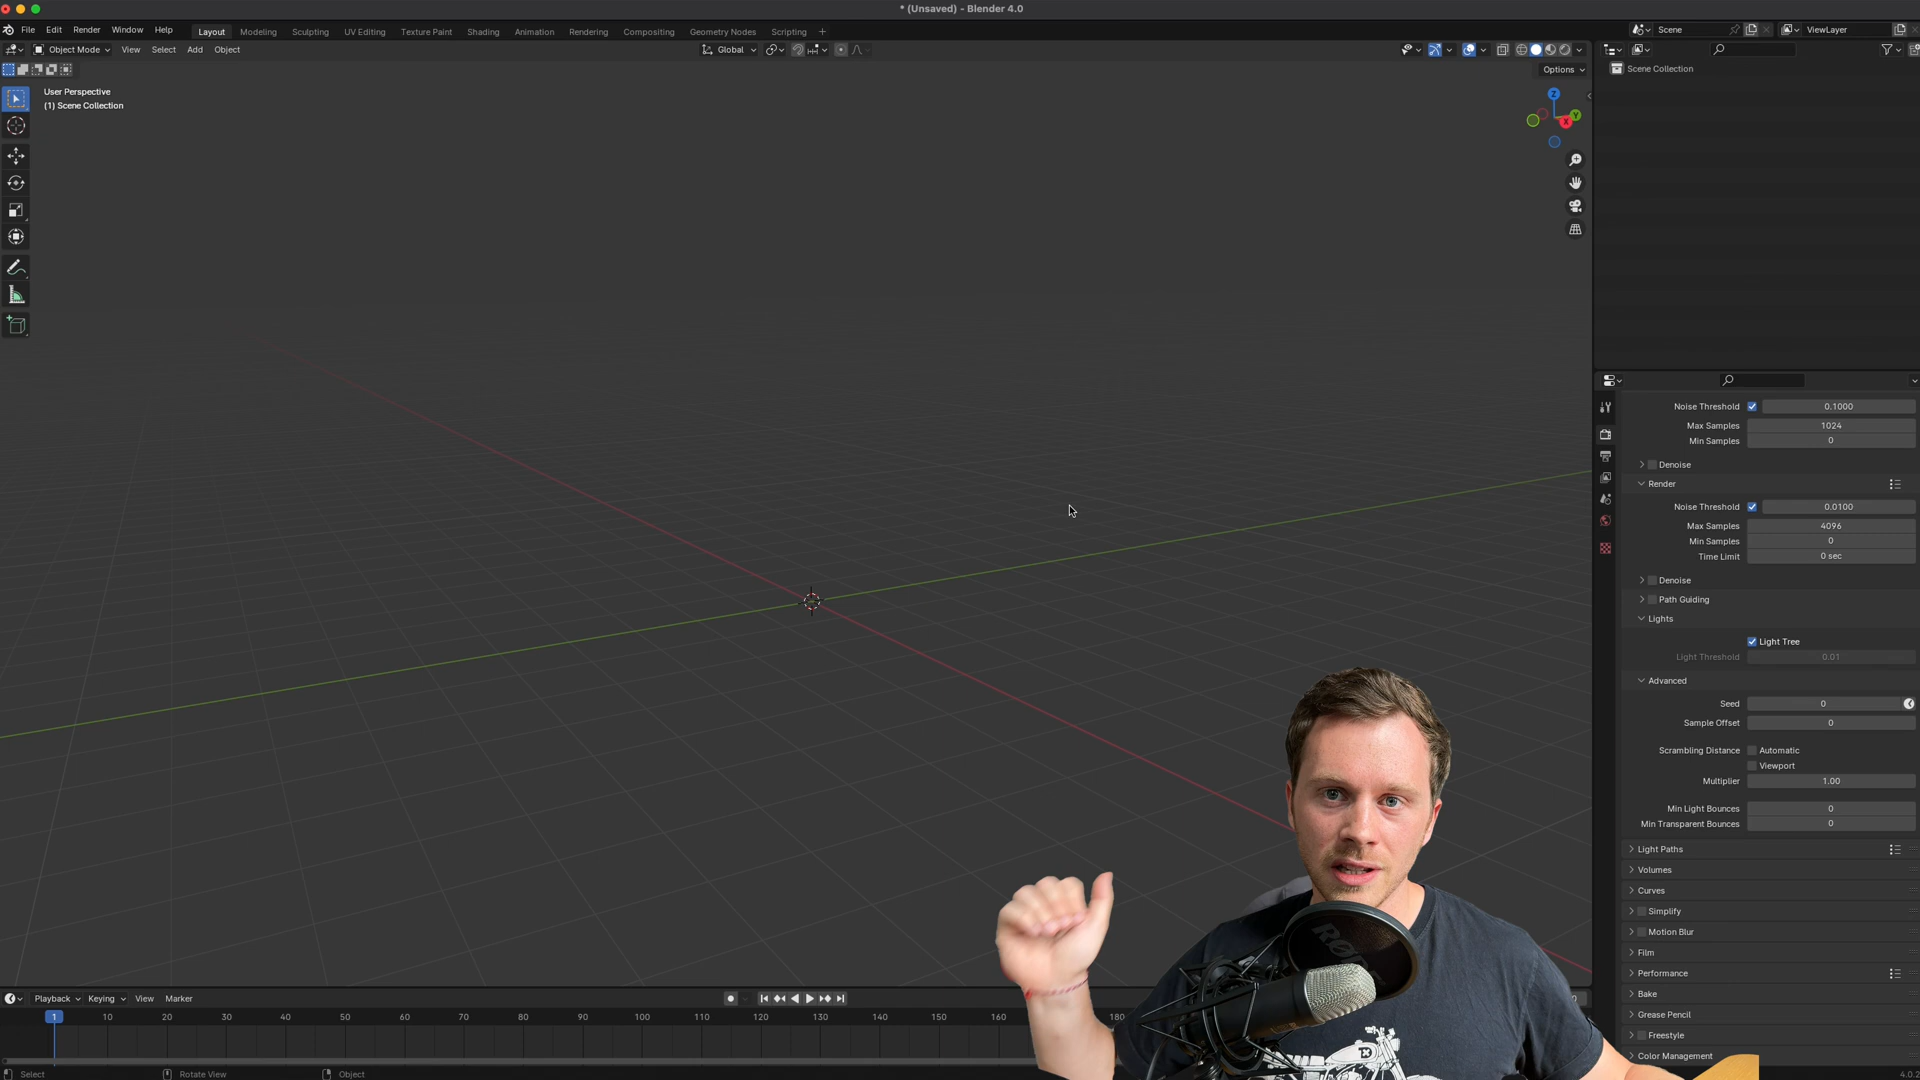 * (Unsaved) - Blender 4.0
File Edit Render Window Help Layout Modeling Sculpting UV Editing Texture Paint Shading Animation Rendering Compositing Geometry Nodes Scripting + Scene ViewLayer
Object Mode View Select Add Object Global
Options
User Perspective
(1) Scene Collection
Z
Y
X
Scene Collection
Noise Threshold 0.1000
Max Samples 1024
Min Samples 0
Denoise
Render
Noise Threshold 0.0100
Max Samples 4096
Min Samples 0
Time Limit 0 sec
Denoise
Path Guiding
Lights
Light Tree
Light Threshold 0.01
Advanced
Seed 0
Sample Offset 0
Scrambling Distance Automatic
Viewport
Multiplier 1.00
Min Light Bounces 0
Min Transparent Bounces 0
Light Paths
Volumes
Curves
Simplify
Motion Blur
Film
Performance
Bake
Grease Pencil
Freestyle
Color Management
Playback Keying View Marker
1 10 20 30 40 50 60 70 80 90 100 110 120 130 140 150 160 180
Select Rotate View Object 4.0.2